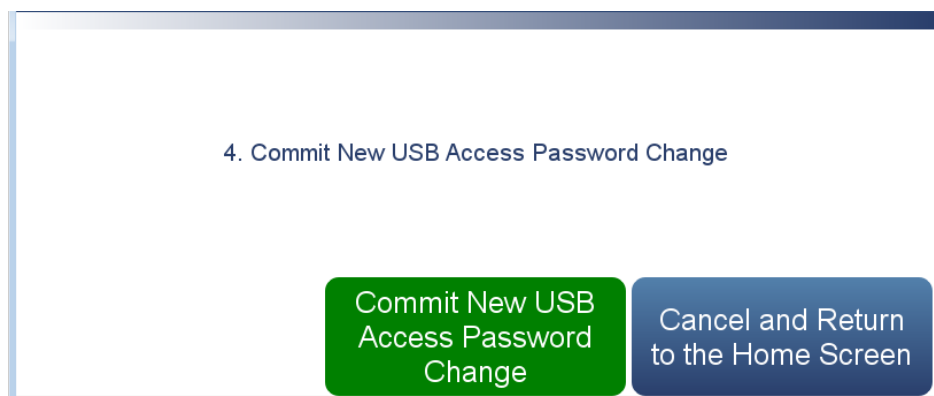 4. Commit New USB Access Password Change
Commit New USB
Access Password
Change
Cancel and Return
to the Home Screen